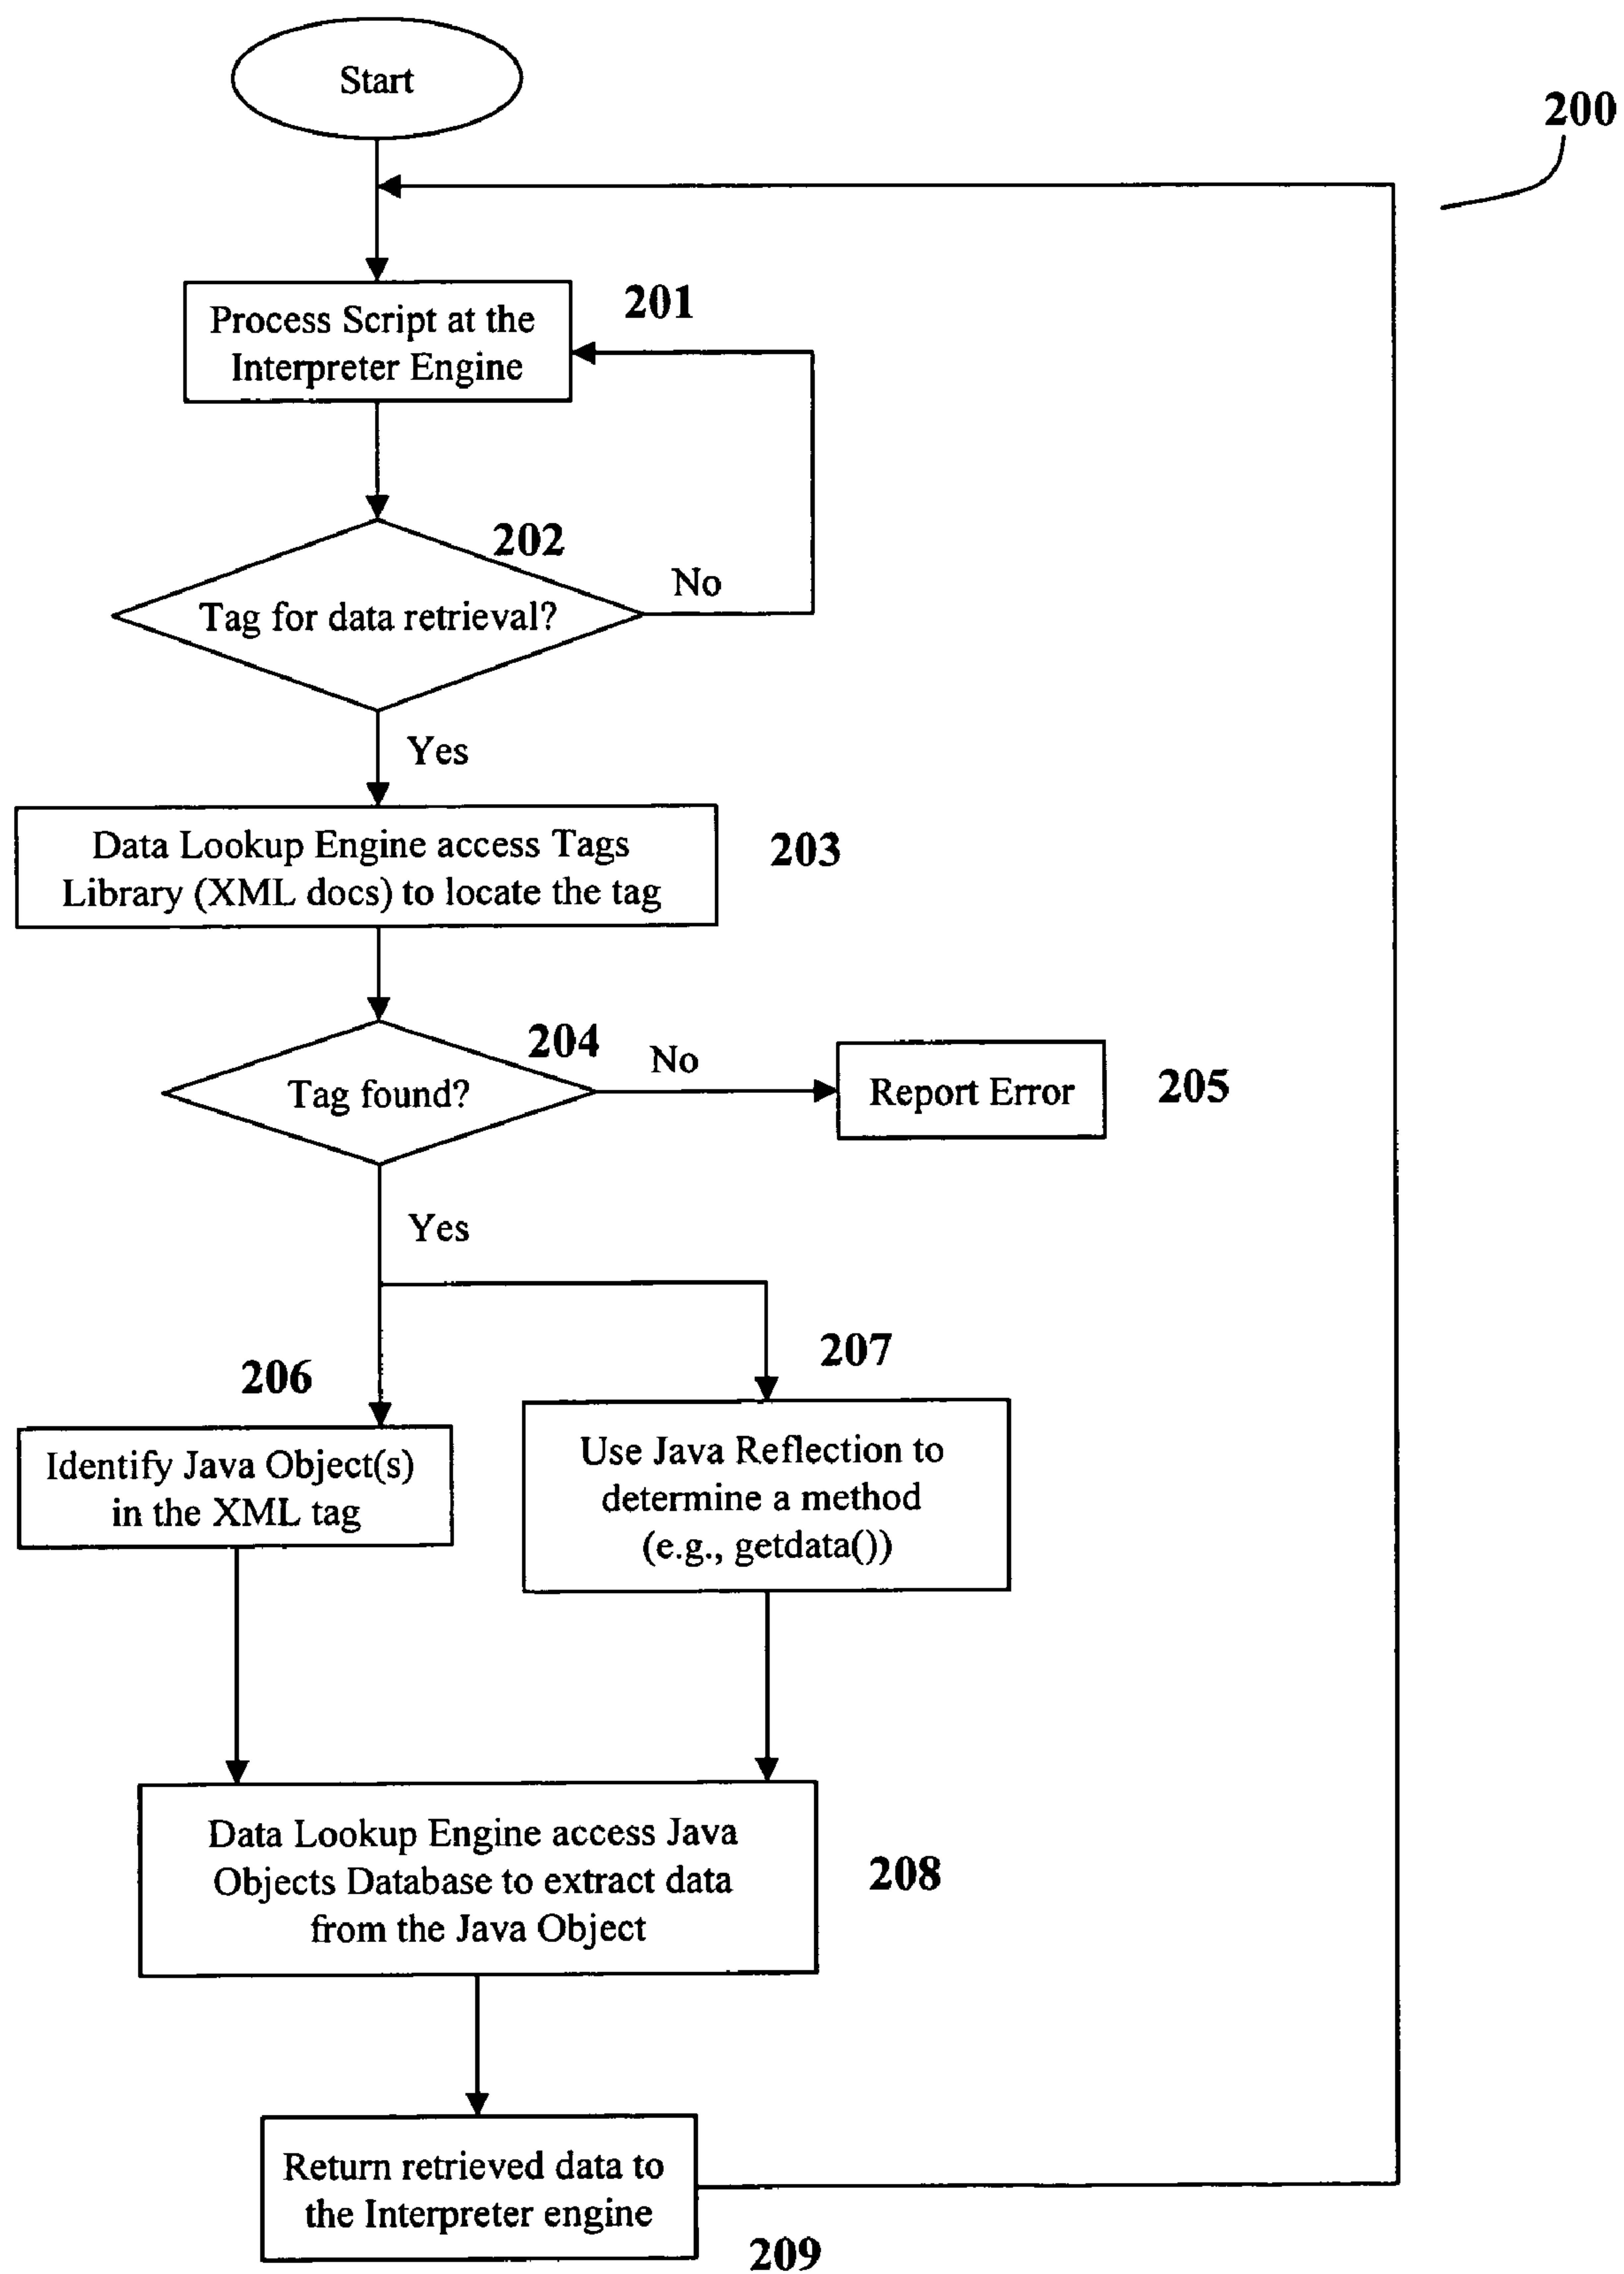 Start
200
Process Script at the
Interpreter Engine
201
202
Tag for data retrieval?
No
Yes
Data Lookup Engine access Tags
Library (XML docs) to locate the tag
203
204
Tag found?
No
Report Error
205
Yes
206
207
Identify Java Object(s)
in the XML tag
Use Java Reflection to
determine a method
(e.g., getdata())
Data Lookup Engine access Java
Objects Database to extract data
from the Java Object
208
Return retrieved data to
the Interpreter engine
209